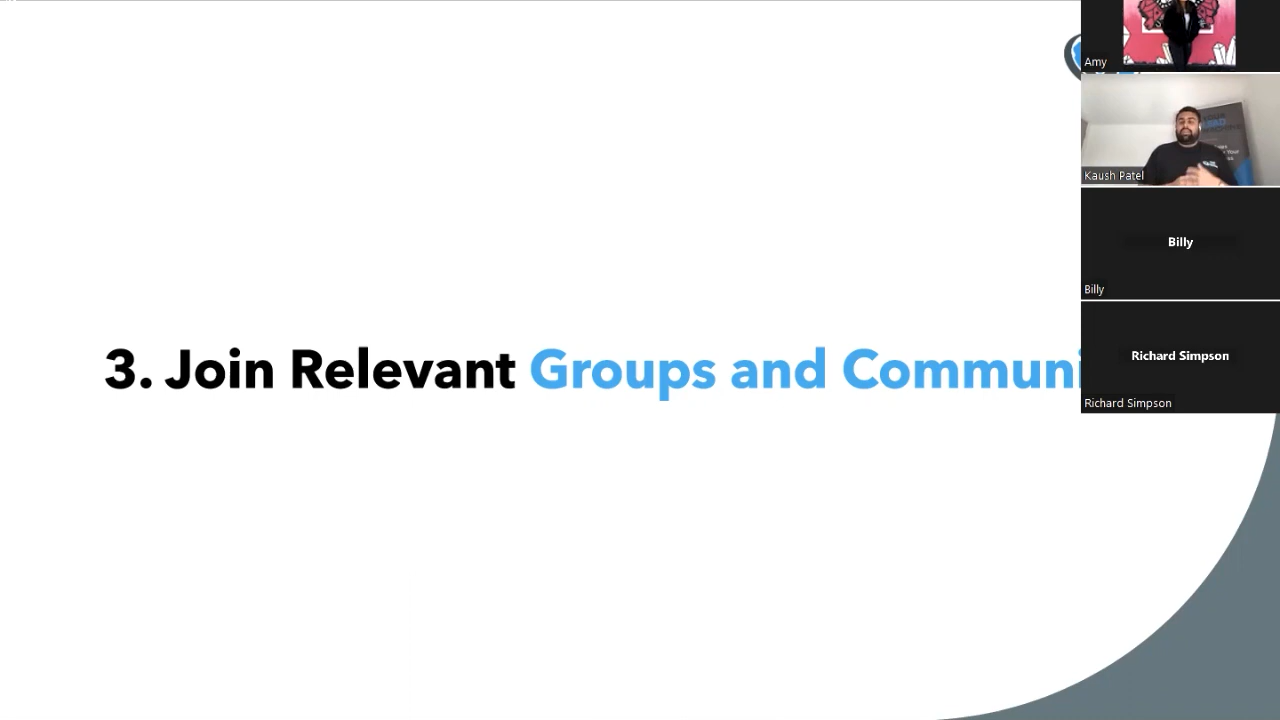 Amy
Kaush Patel
Billy
Billy
Richard Simpson
Richard Simpson
3. Join Relevant Groups and Communi